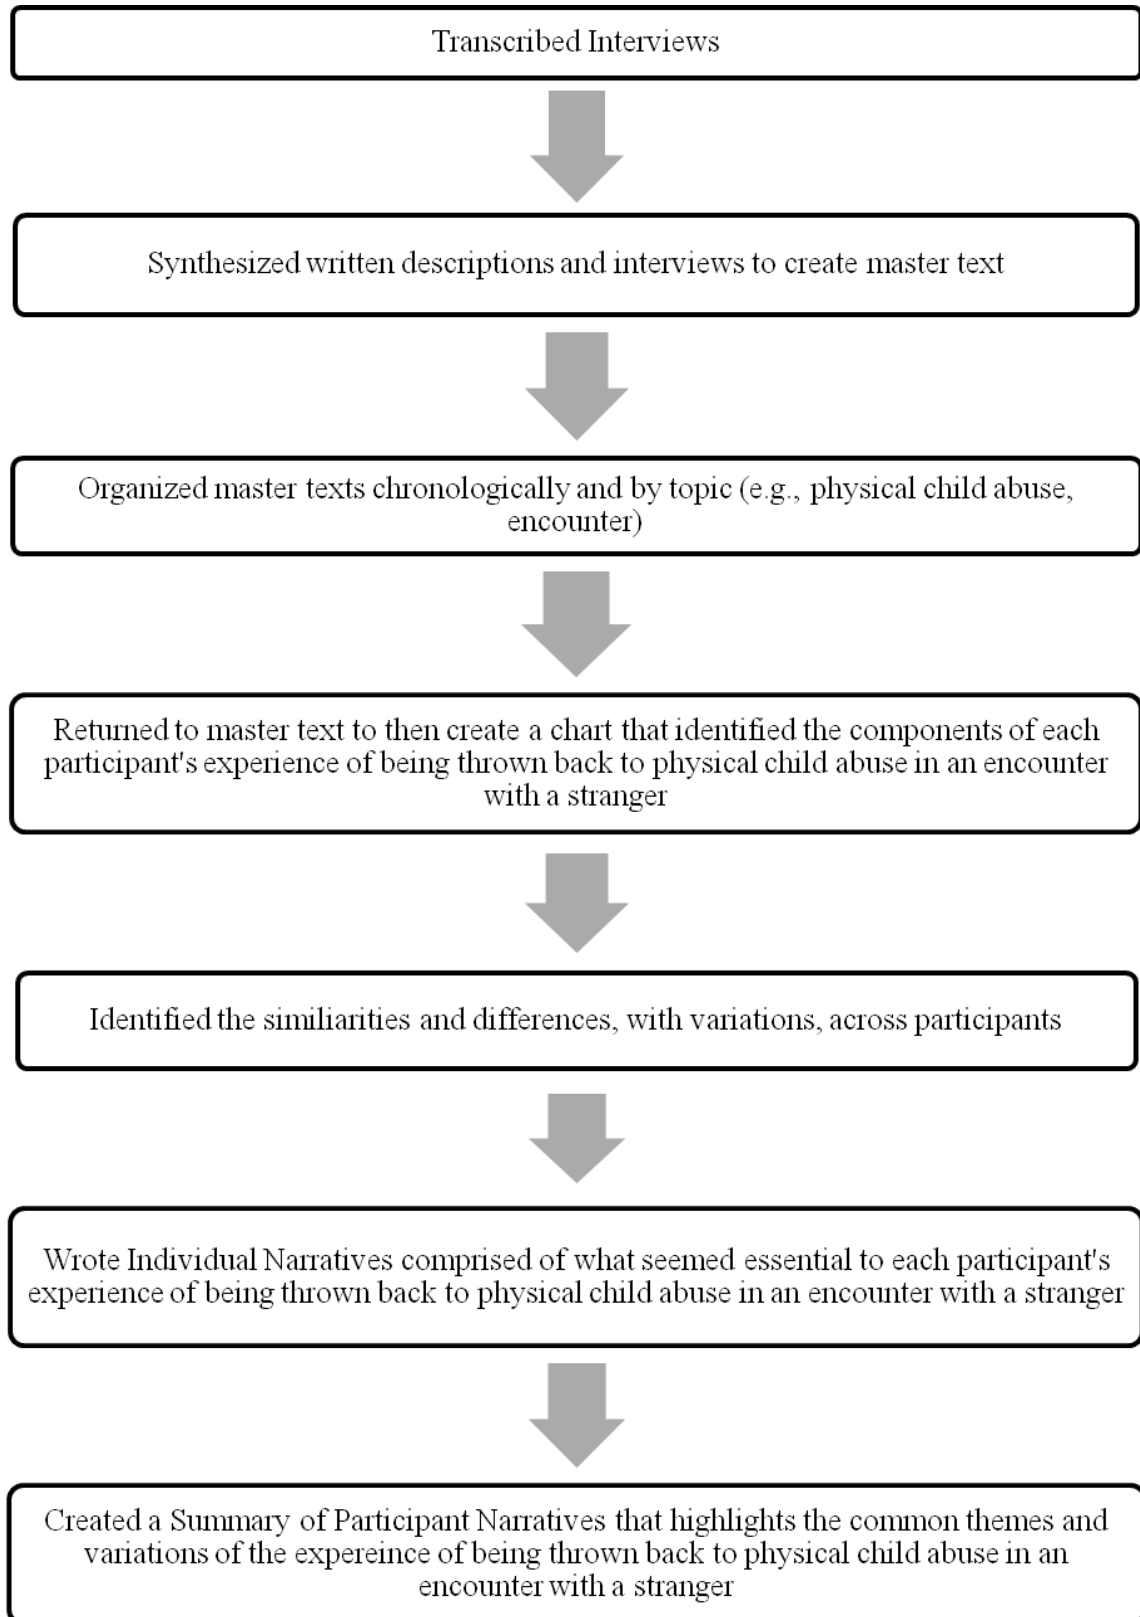 Transcribed Interviews
Synthesized written descriptions and interviews to create master text
Organized master texts chronologically and by topic (e.g., physical child abuse,
encounter)
Returned to master text to then create a chart that identified the components of each
participant's experience of being thrown back to physical child abuse in an encounter
with a stranger
Identified the similiarities and differences, with variations, across participants
Wrote Individual Narratives comprised of what seemed essential to each participant's
experience of being thrown back to physical child abuse in an encounter with a stranger
Created a Summary of Participant Narratives that highlights the common themes and
variations of the expereince of being thrown back to physical child abuse in an
encounter with a stranger